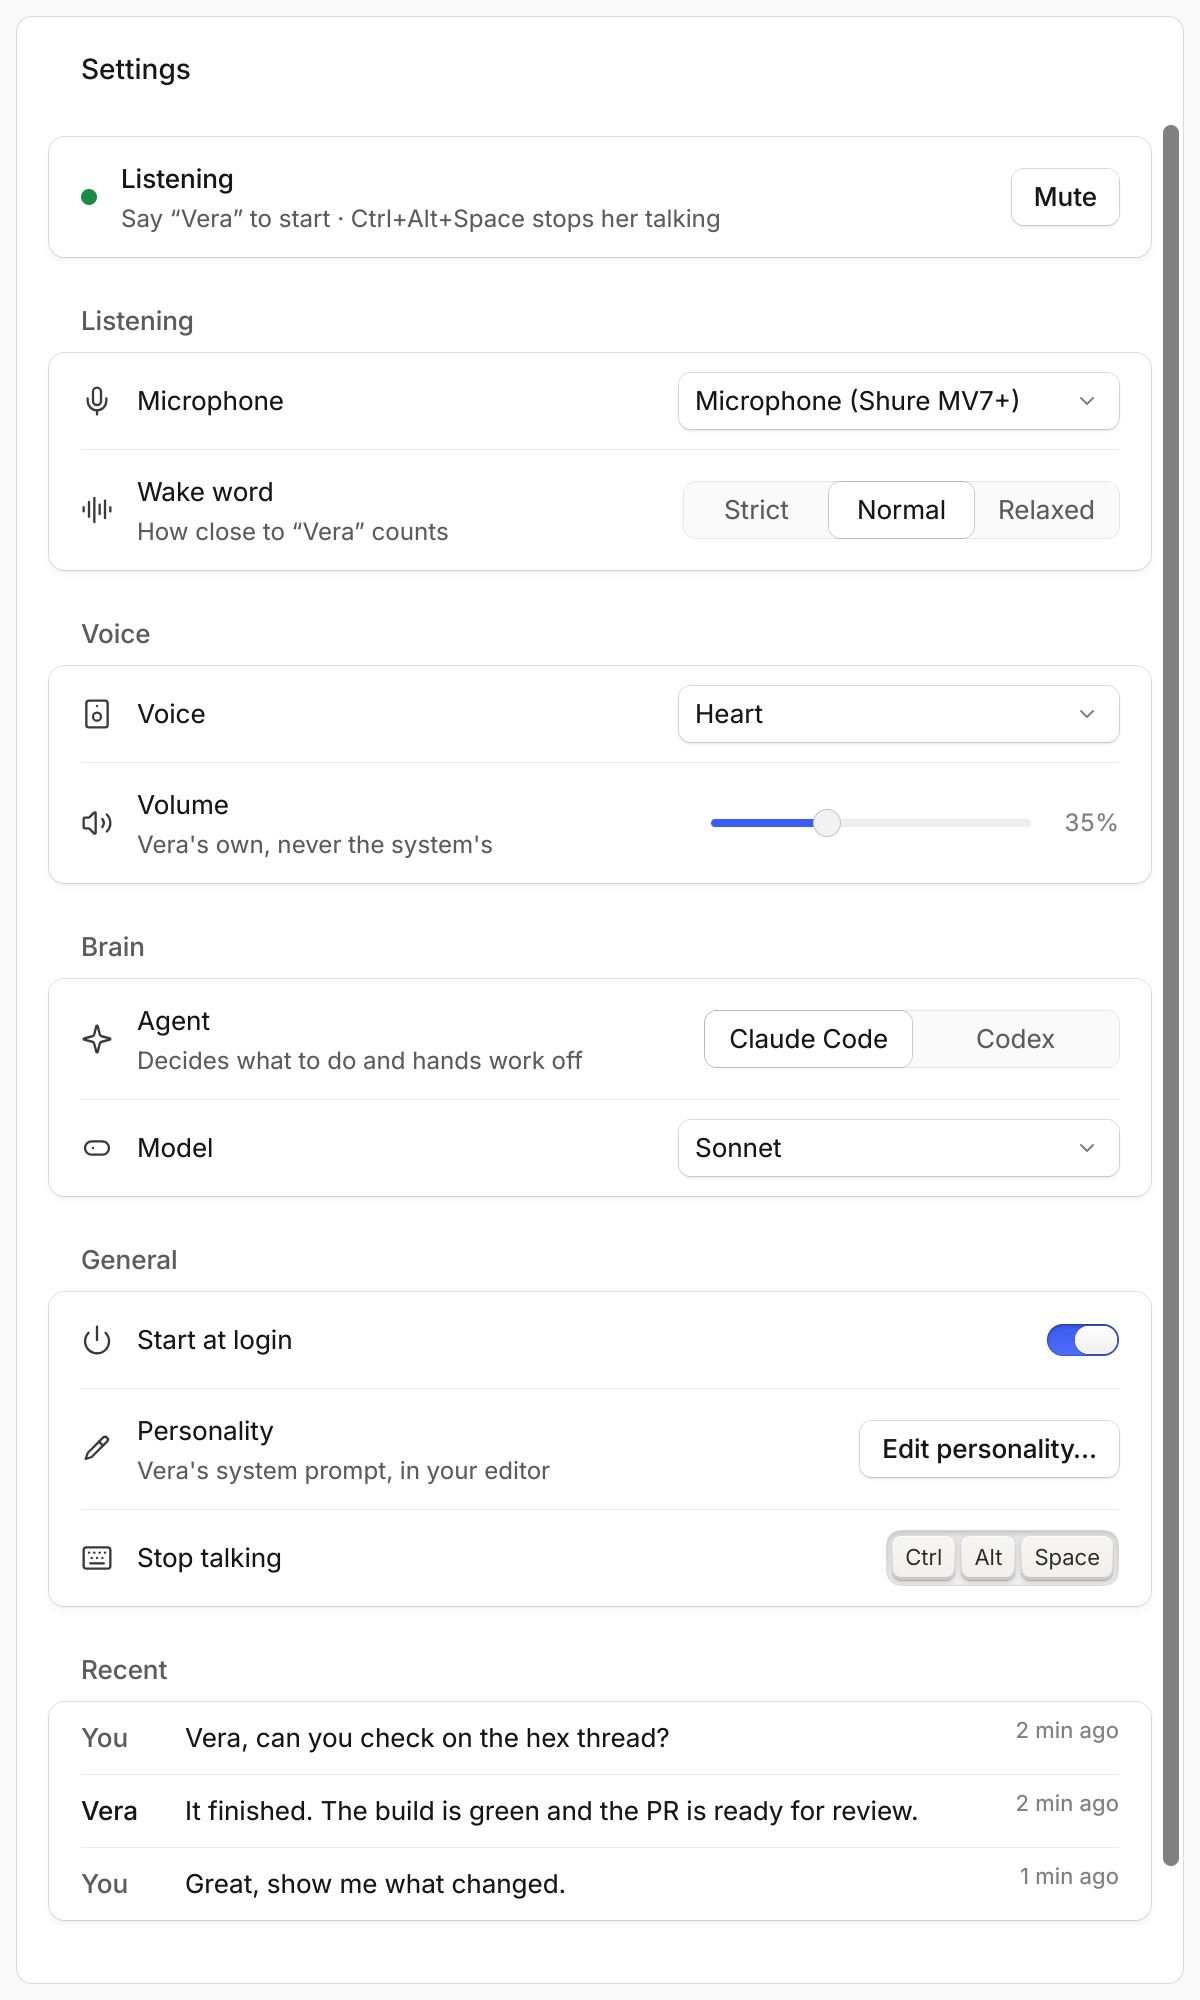 Settings
Listening
Say “Vera” to start · Ctrl+Alt+Space stops her talking
Mute
Listening
Microphone
Microphone (Shure MV7+)
Wake word
How close to “Vera” counts
Strict
Normal
Relaxed
Voice
Voice
Heart
Volume
Vera's own, never the system's
35%
Brain
Agent
Decides what to do and hands work off
Claude Code
Codex
Model
Sonnet
General
Start at login
Personality
Vera's system prompt, in your editor
Edit personality...
Stop talking
Ctrl Alt Space
Recent
You Vera, can you check on the hex thread? 2 min ago
Vera It finished. The build is green and the PR is ready for review. 2 min ago
You Great, show me what changed. 1 min ago